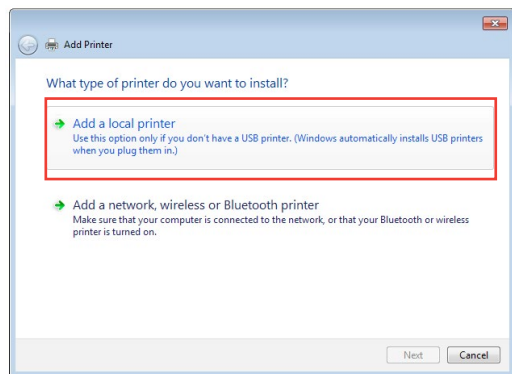 Add Printer
What type of printer do you want to install?
Add a local printer
Use this option only if you don't have a USB printer. (Windows automatically installs USB printers
when you plug them in.)
Add a network, wireless or Bluetooth printer
Make sure that your computer is connected to the network, or that your Bluetooth or wireless
printer is turned on.
Next Cancel